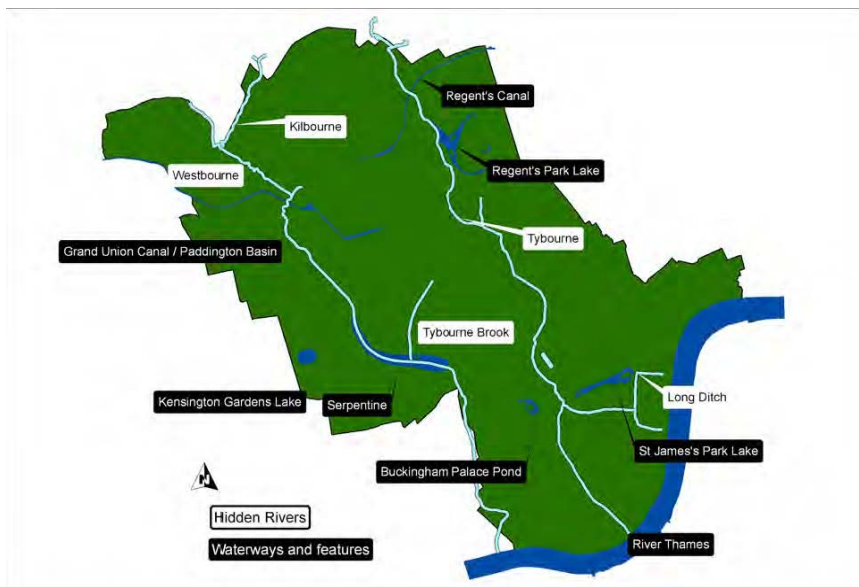 Regent's Canal
Kilbourne
Regent's Park Lake
Westbourne
Tybourne
Grand Union Canal / Paddington Basin
Tybourne Brook
Long Ditch
Kensington Gardens Lake
Serpentine
St James's Park Lake
Buckingham Palace Pond
N
Hidden Rivers
River Thames
Waterways and features